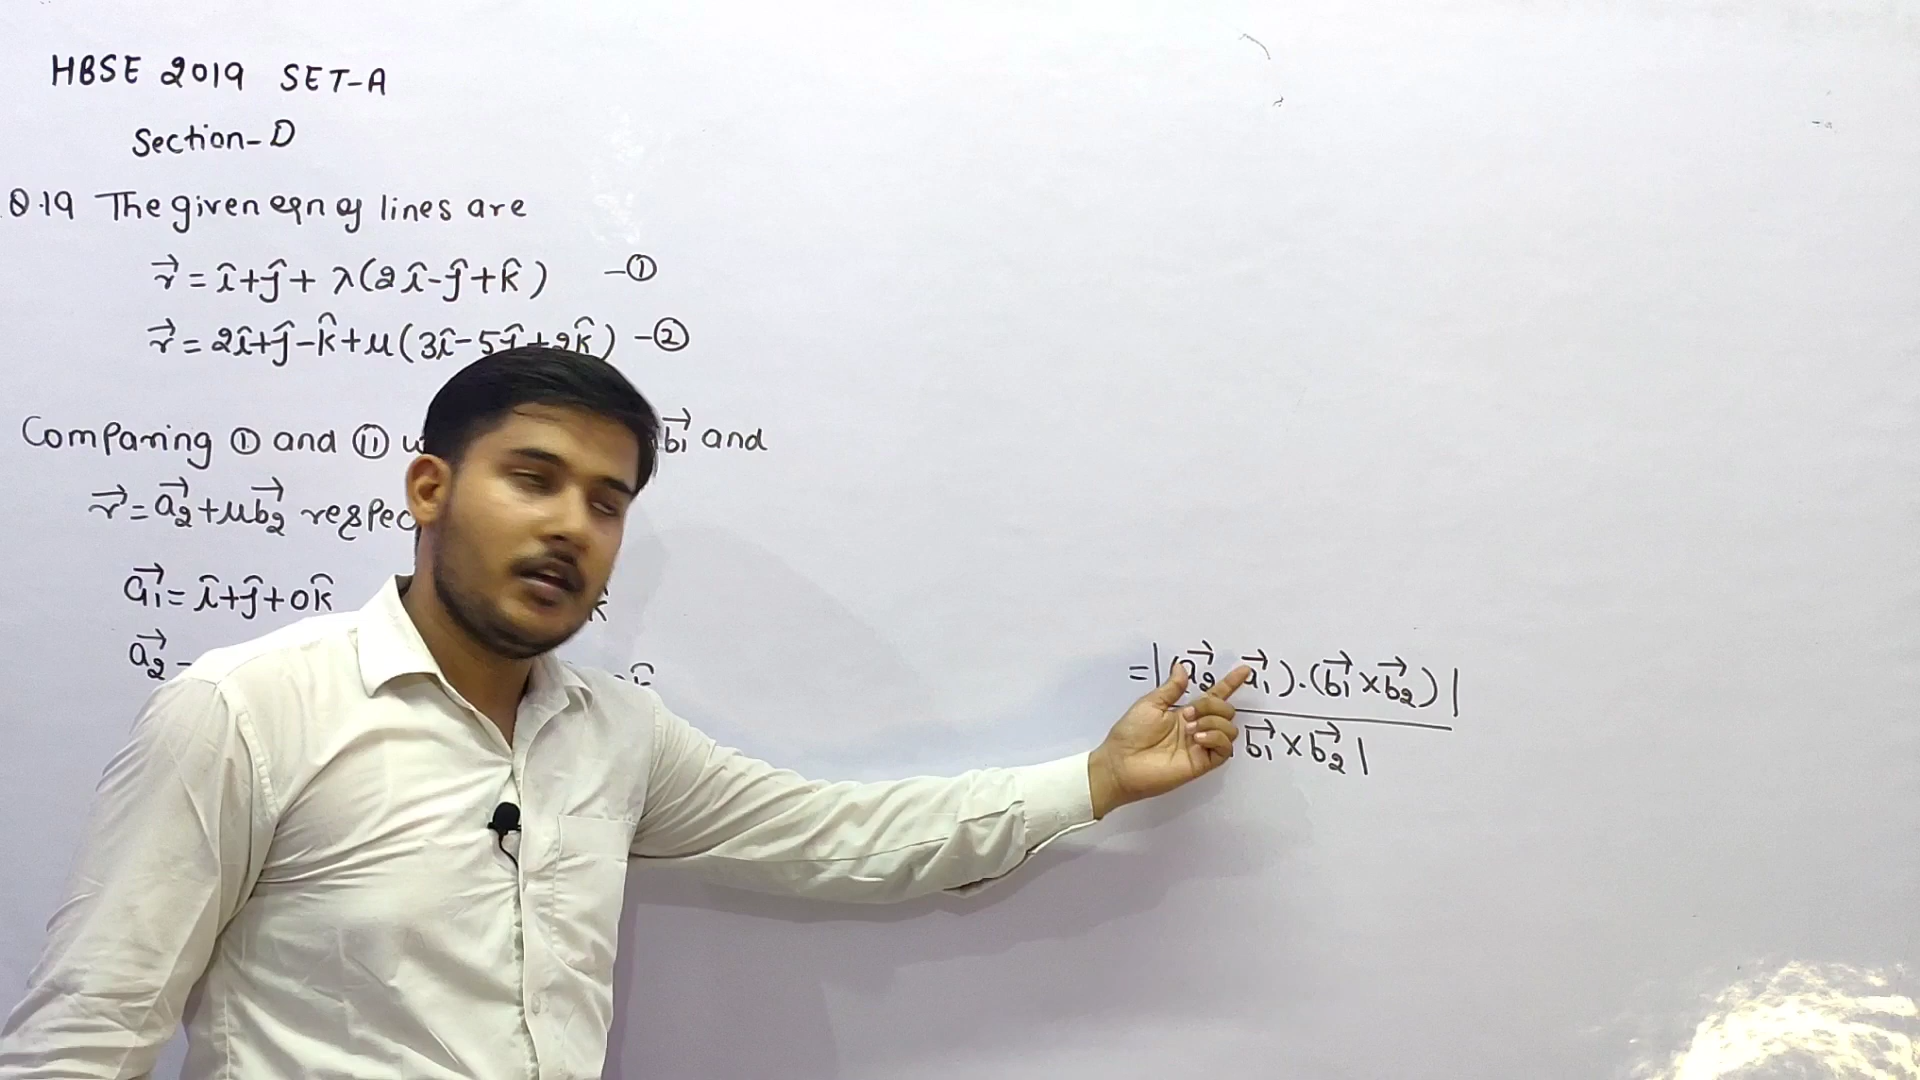 HBSE 2019 SET-A
Section-D
Q.19 The given eqn of lines are
r⃗ = î+ĵ+ λ(2î-ĵ+k̂) -①
r⃗ = 2î+ĵ-k̂+μ(3î-5ĵ+2k̂) -②
Comparing ① and ⑪ b⃗₁ and
r⃗ = a⃗₂+μb⃗₂
a⃗₁ = î+ĵ+0k̂
a⃗₂
=|(a⃗₂ a⃗₁).(b⃗₁×b⃗₂)|
b⃗₁×b⃗₂|